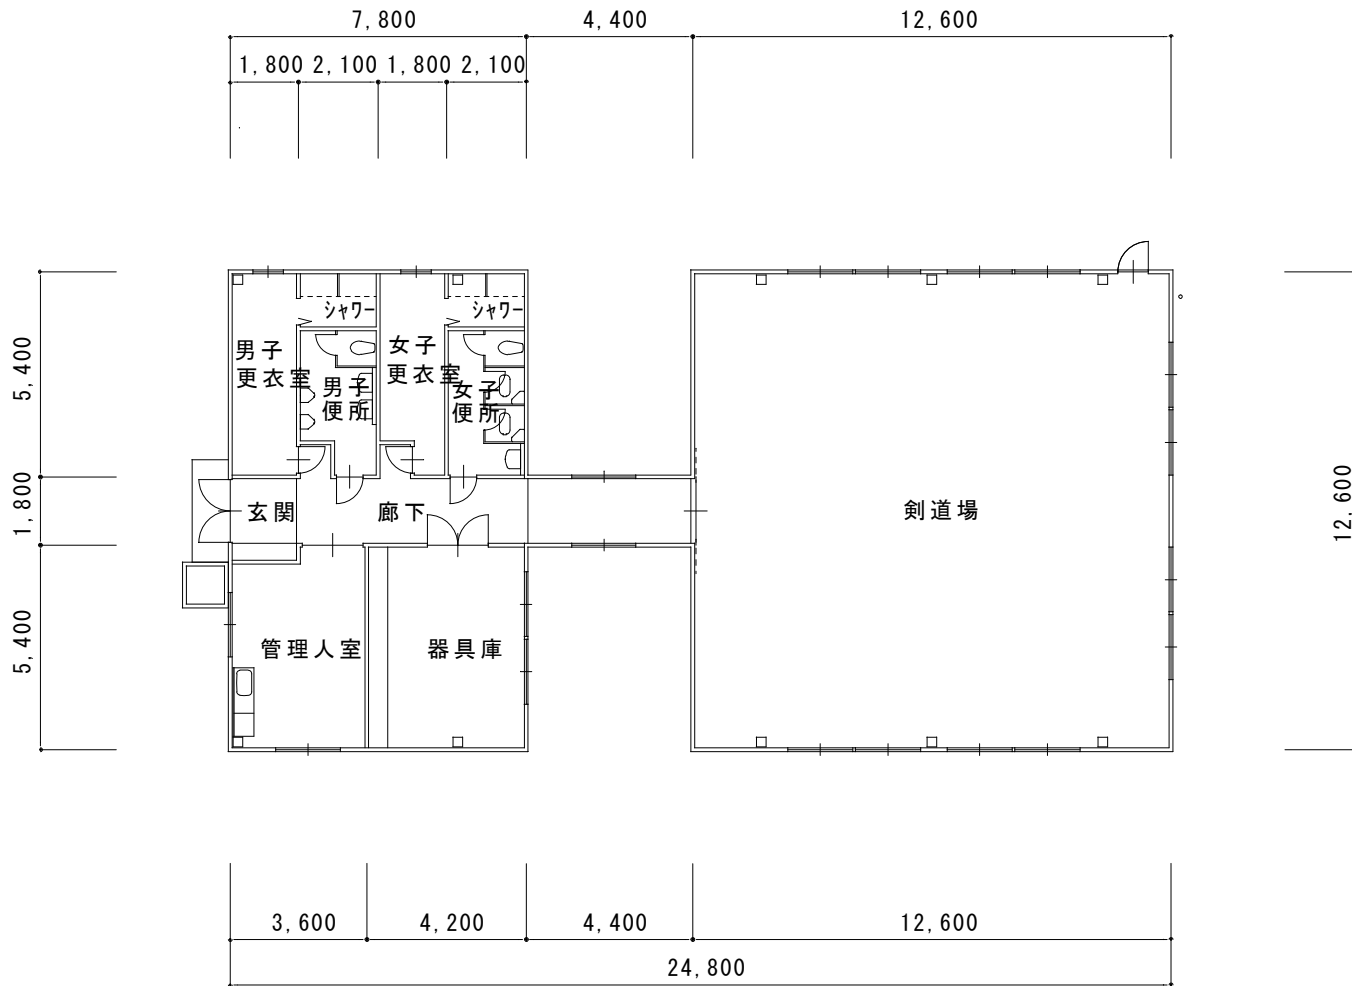 7,800 4,400 12,600
1,800 2,100 1,800 2,100
シャワー シャワー
男子
更衣室
女子
更衣室
男子
便所
女子
便所
5,400
1,800
5,400
12,600
玄関 廊下 剣道場
管理人室 器具庫
3,600 4,200 4,400 12,600
24,800